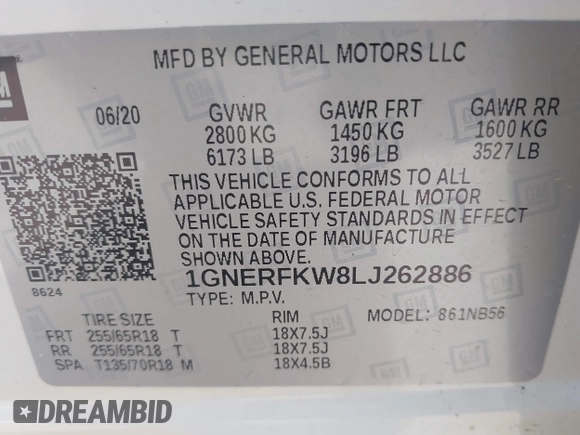 MFD BY GENERAL MOTORS LLC
GM
06/20 GVWR GAWR FRT GAWR RR
2800 KG 1450 KG 1600 KG
6173 LB 3196 LB 3527 LB
THIS VEHICLE CONFORMS TO ALL
APPLICABLE U.S. FEDERAL MOTOR
VEHICLE SAFETY STANDARDS IN EFFECT
ON THE DATE OF MANUFACTURE
SHOWN ABOVE.
1GNERFKW8LJ262886
8624
TYPE: M.P.V. MODEL: 861NB56
TIRE SIZE RIM
FRT 255/65R18 T 18X7.5J
RR 255/65R18 T 18X7.5J
SPA T135/70R18 M 18X4.5B
DREAMBID